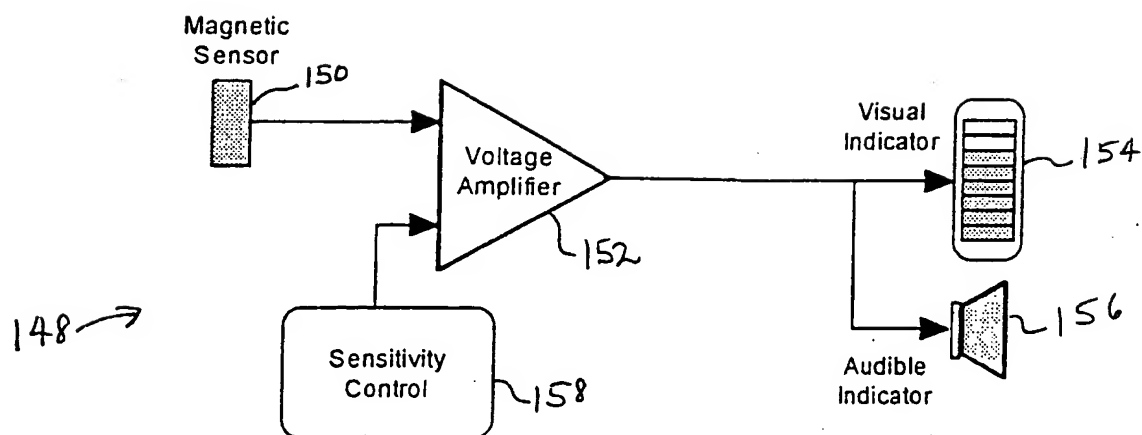 Magnetic
Sensor
150
Voltage
Amplifier
152
Visual
Indicator
154
148
Sensitivity
Control
158
Audible
Indicator
156